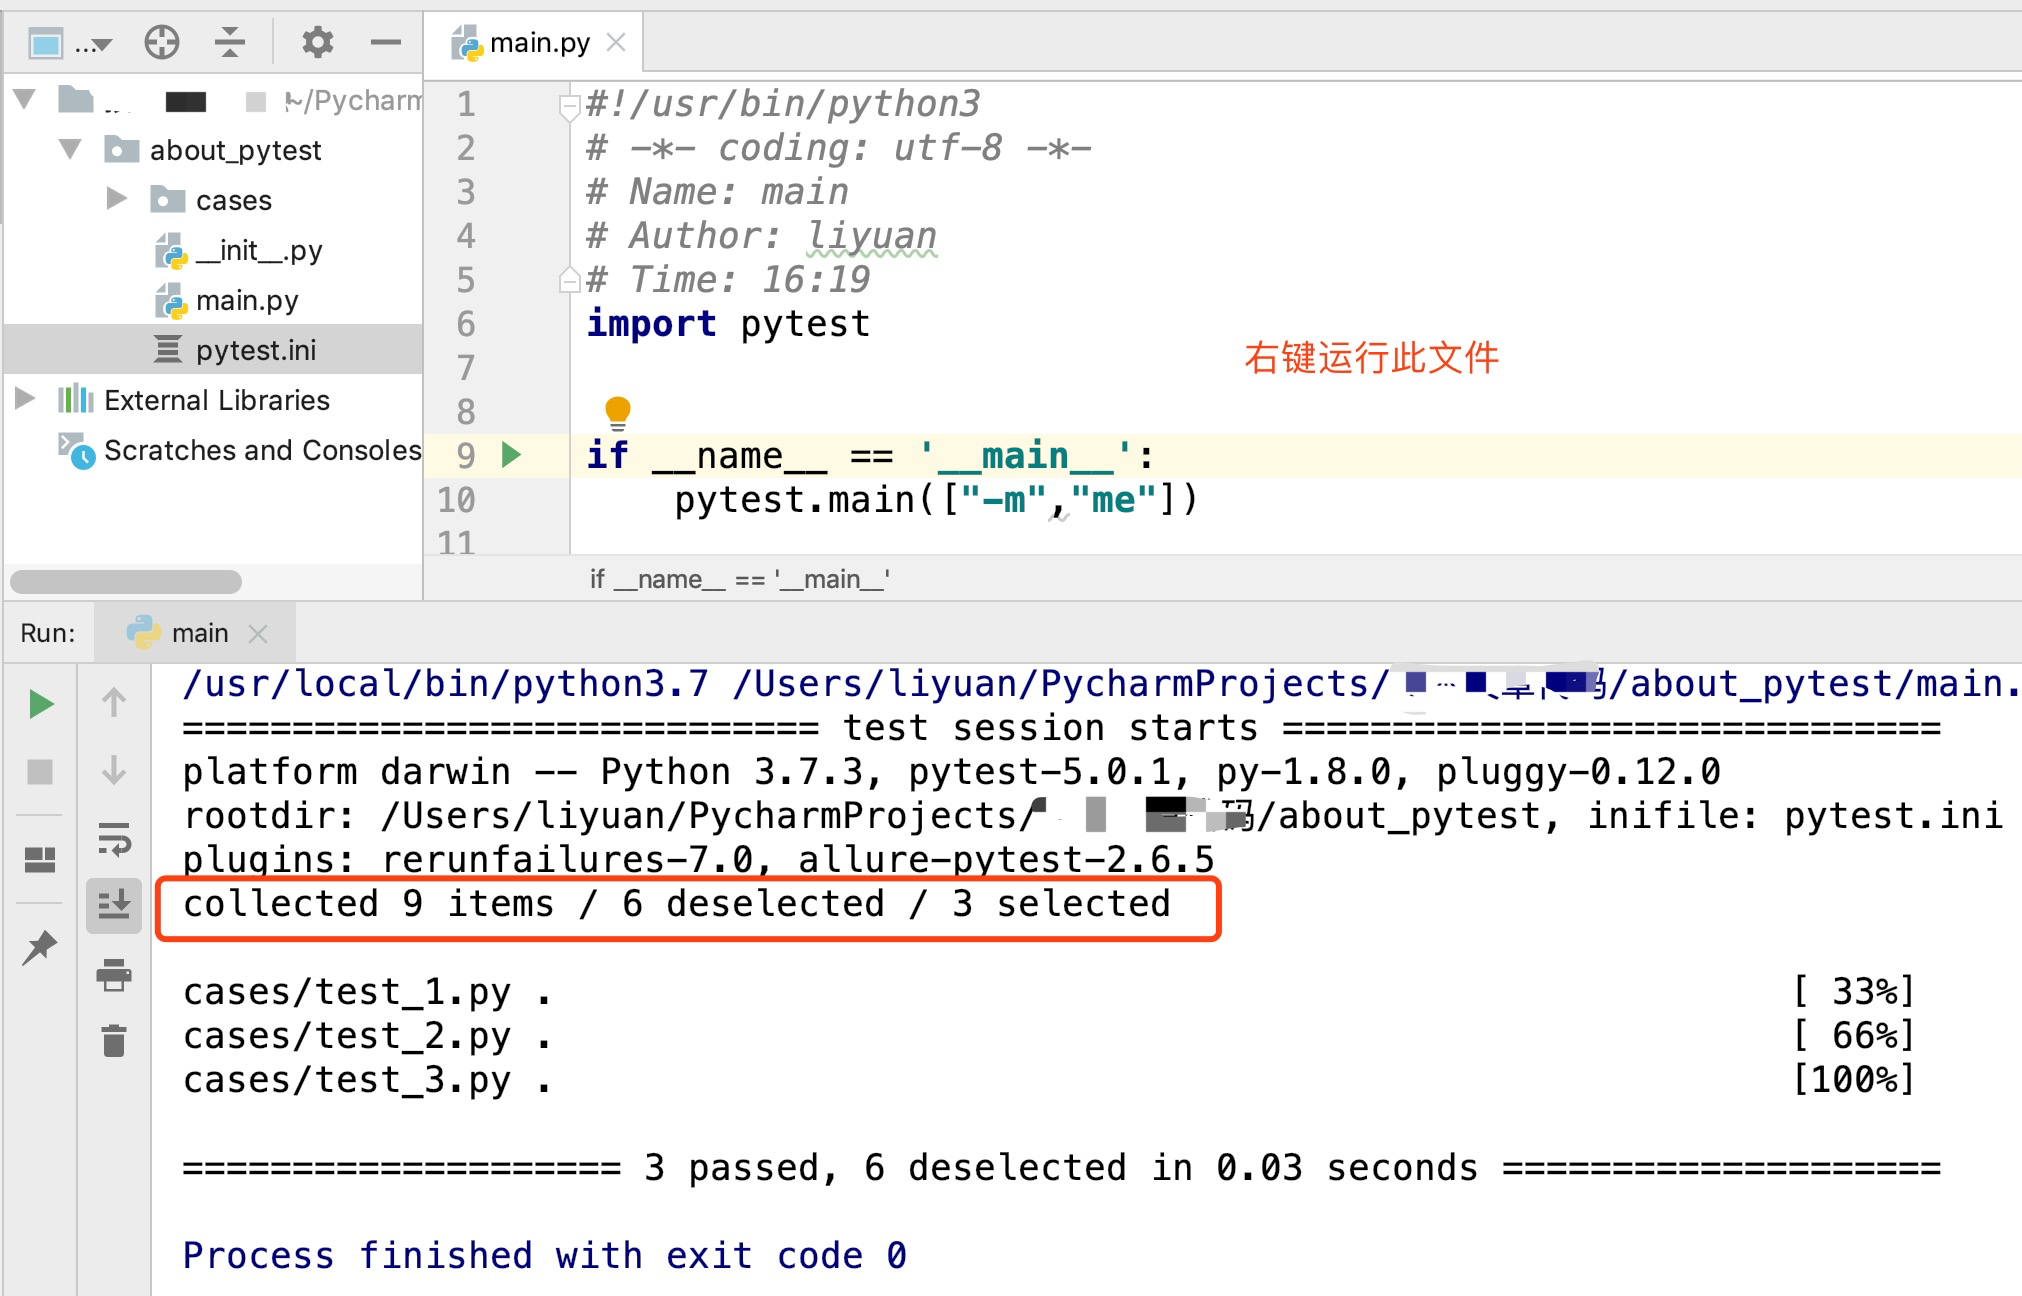 ...
main.py
~/Pycharm
about_pytest
cases
__init__.py
main.py
pytest.ini
External Libraries
Scratches and Consoles
1 #!/usr/bin/python3
2 # -*- coding: utf-8 -*-
3 # Name: main
4 # Author: liyuan
5 # Time: 16:19
6 import pytest
7
右键运行此文件
8
9 if __name__ == '__main__':
10 pytest.main(["-m","me"])
11
if __name__ == '__main__'
Run: main
/usr/local/bin/python3.7 /Users/liyuan/PycharmProjects/ 码/about_pytest/main.
============================= test session starts ==============================
platform darwin -- Python 3.7.3, pytest-5.0.1, py-1.8.0, pluggy-0.12.0
rootdir: /Users/liyuan/PycharmProjects/ 码/about_pytest, inifile: pytest.ini
plugins: rerunfailures-7.0, allure-pytest-2.6.5
collected 9 items / 6 deselected / 3 selected
cases/test_1.py . [ 33%]
cases/test_2.py . [ 66%]
cases/test_3.py . [100%]
==================== 3 passed, 6 deselected in 0.03 seconds ====================
Process finished with exit code 0